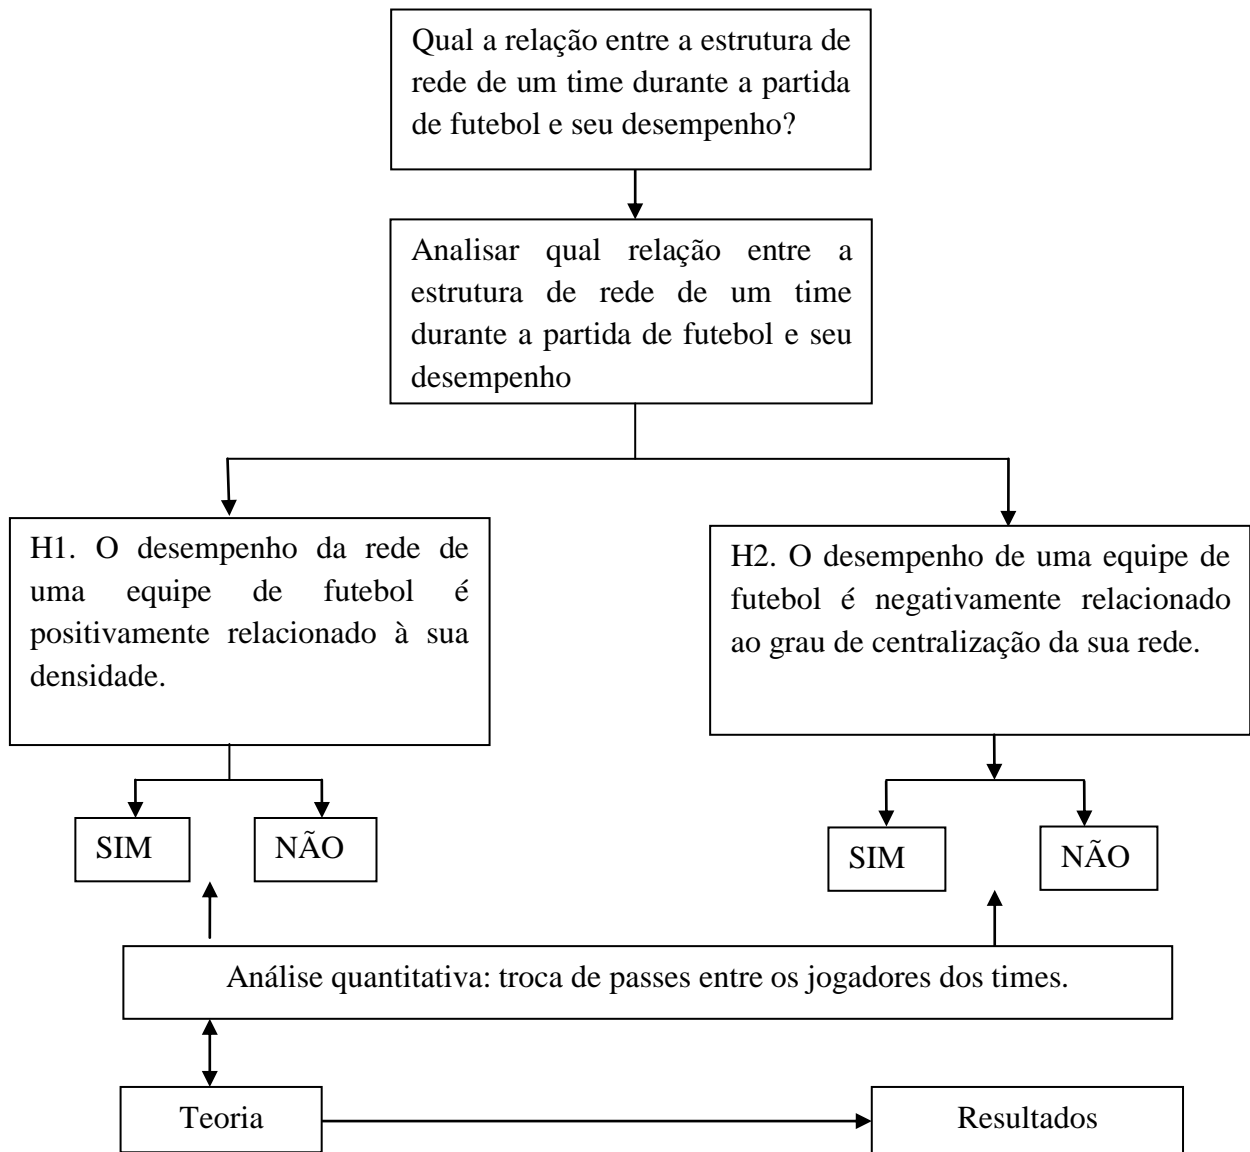 Qual a relação entre a estrutura de
rede de um time durante a partida
de futebol e seu desempenho?
Analisar qual relação entre a
estrutura de rede de um time
durante a partida de futebol e seu
desempenho
H1. O desempenho da rede de
uma equipe de futebol é
positivamente relacionado à sua
densidade.
H2. O desempenho de uma equipe de
futebol é negativamente relacionado
ao grau de centralização da sua rede.
SIM
NÃO
SIM
NÃO
Análise quantitativa: troca de passes entre os jogadores dos times.
Teoria
Resultados